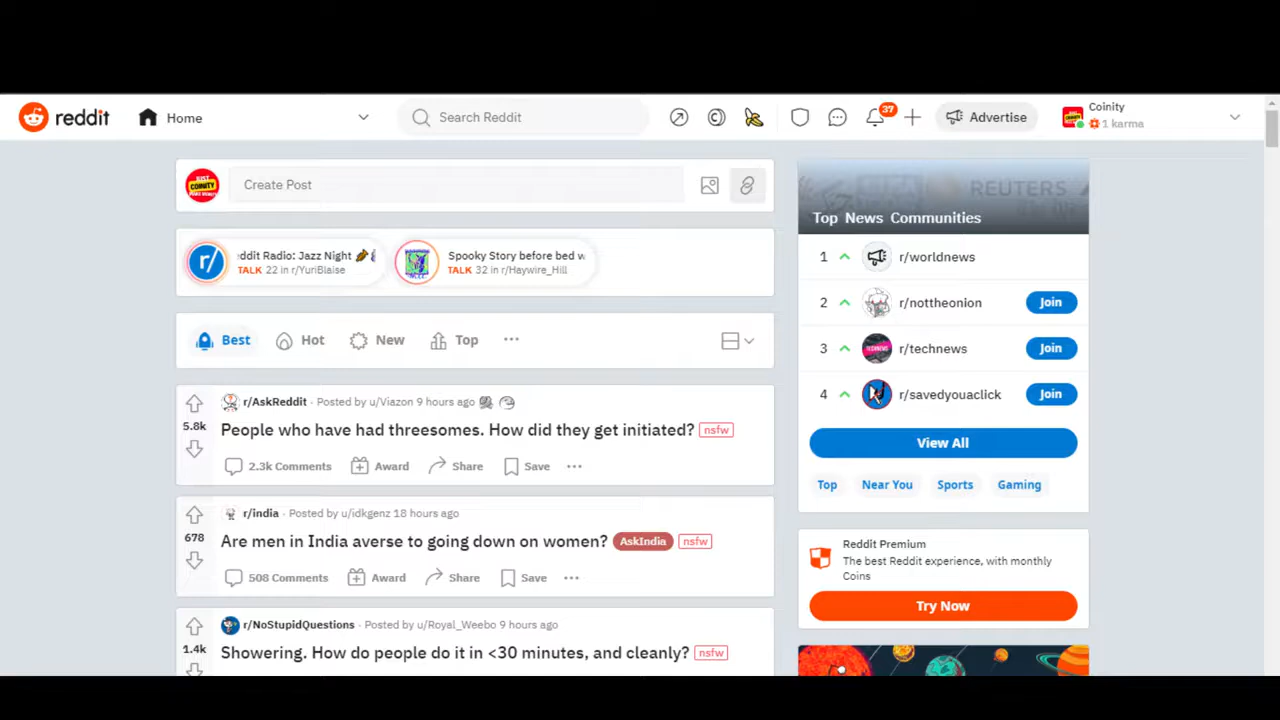 reddit
Home
Search Reddit
37
Advertise
Coinity
1 karma
Create Post
ddit Radio: Jazz Night
TALK 22 in r/YuriBlaise
Spooky Story before bed w
TALK 32 in r/Haywire_Hill
Best
Hot
New
Top
r/AskReddit · Posted by u/Viazon 9 hours ago
5.8k
People who have had threesomes. How did they get initiated? nsfw
2.3k Comments
Award
Share
Save
r/india · Posted by u/idkgenz 18 hours ago
678
Are men in India averse to going down on women? AskIndia nsfw
508 Comments
Award
Share
Save
r/NoStupidQuestions · Posted by u/Royal_Weebo 9 hours ago
1.4k
Showering. How do people do it in <30 minutes, and cleanly? nsfw
REUTERS
Top News Communities
1 r/worldnews
2 r/nottheonion Join
3 r/technews Join
4 r/savedyouaclick Join
View All
Top
Near You
Sports
Gaming
Reddit Premium
The best Reddit experience, with monthly
Coins
Try Now